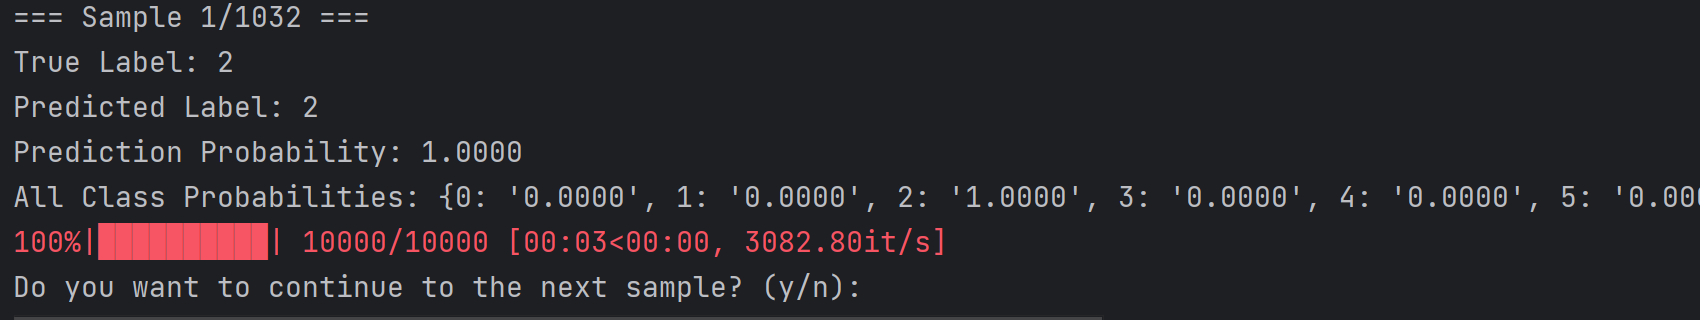 === Sample 1/1032 ===
True Label: 2
Predicted Label: 2
Prediction Probability: 1.0000
All Class Probabilities: {0: '0.0000', 1: '0.0000', 2: '1.0000', 3: '0.0000', 4: '0.0000', 5: '0.000
100%|██████████| 10000/10000 [00:03<00:00, 3082.80it/s]
Do you want to continue to the next sample? (y/n):